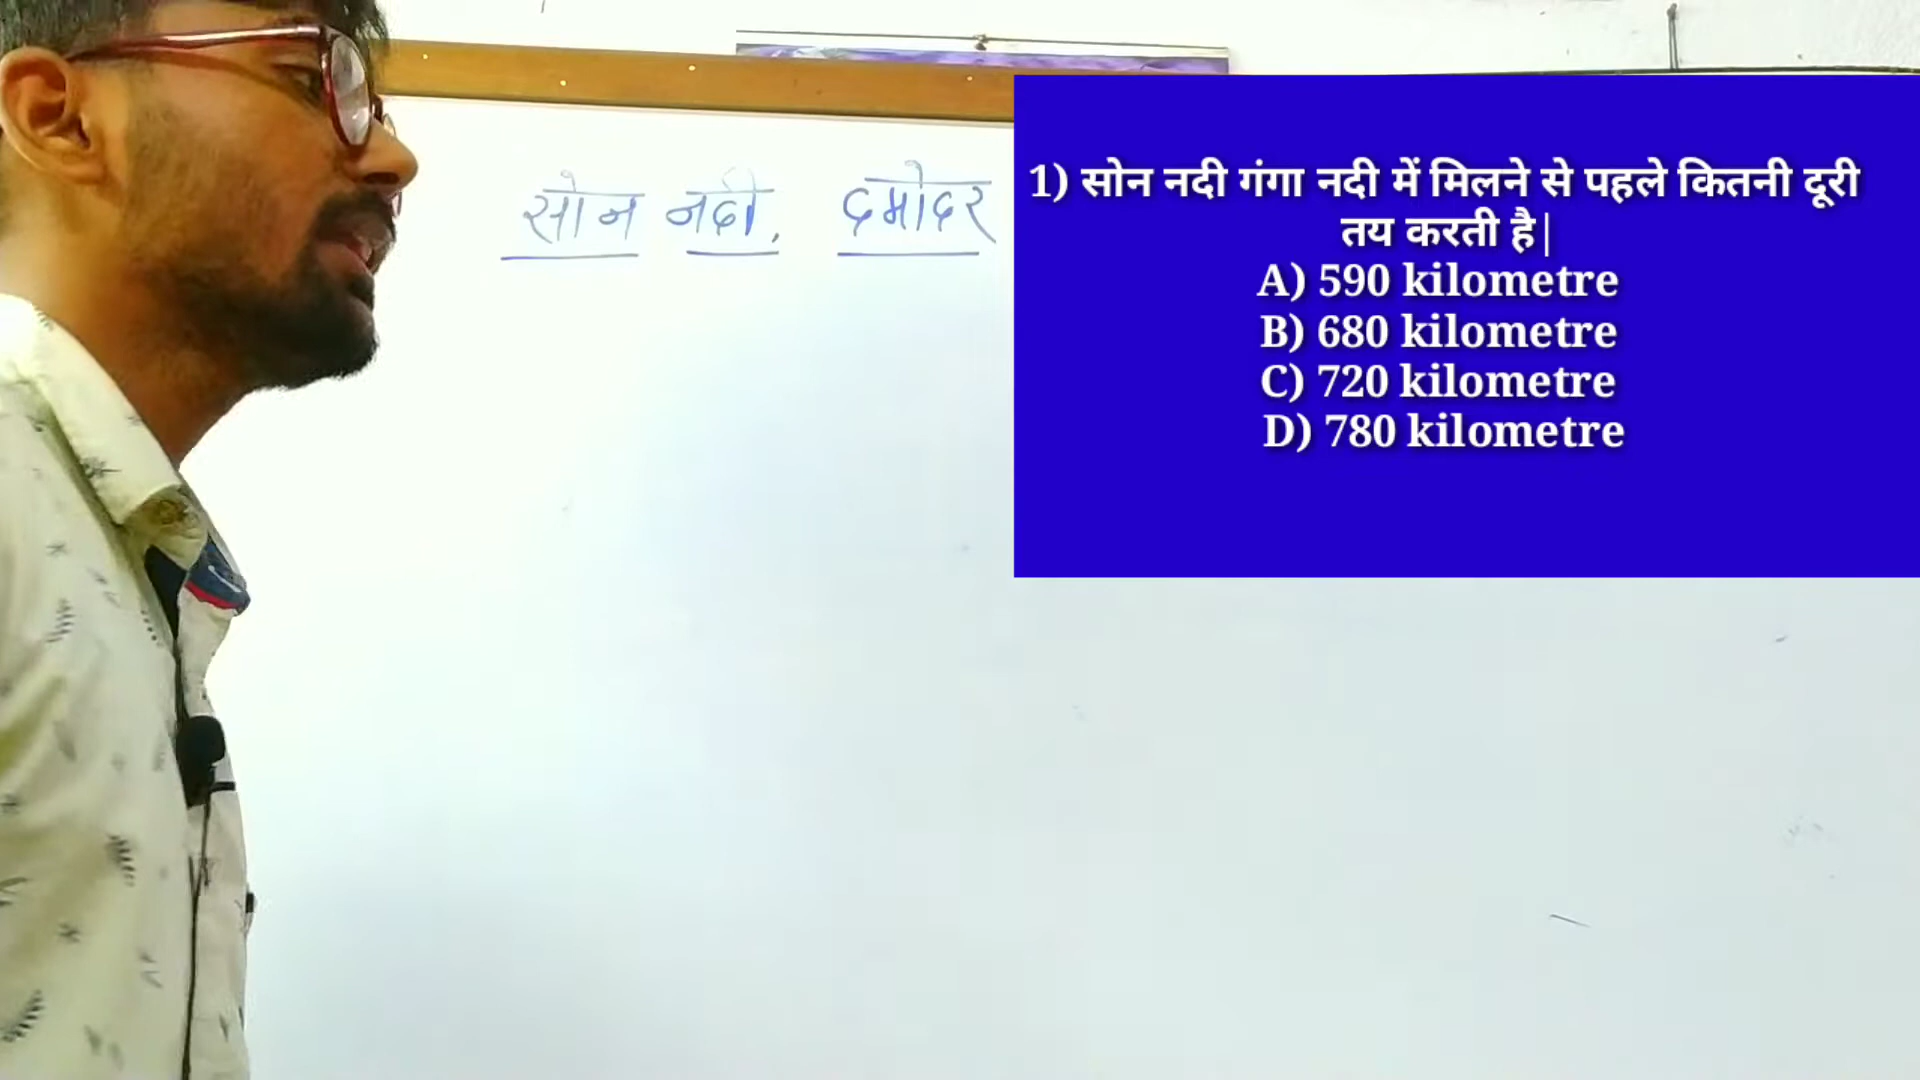 सोन नदी, दमोदर
1) सोन नदी गंगा नदी में मिलने से पहले कितनी दूरी
तय करती है|
A) 590 kilometre
B) 680 kilometre
C) 720 kilometre
D) 780 kilometre